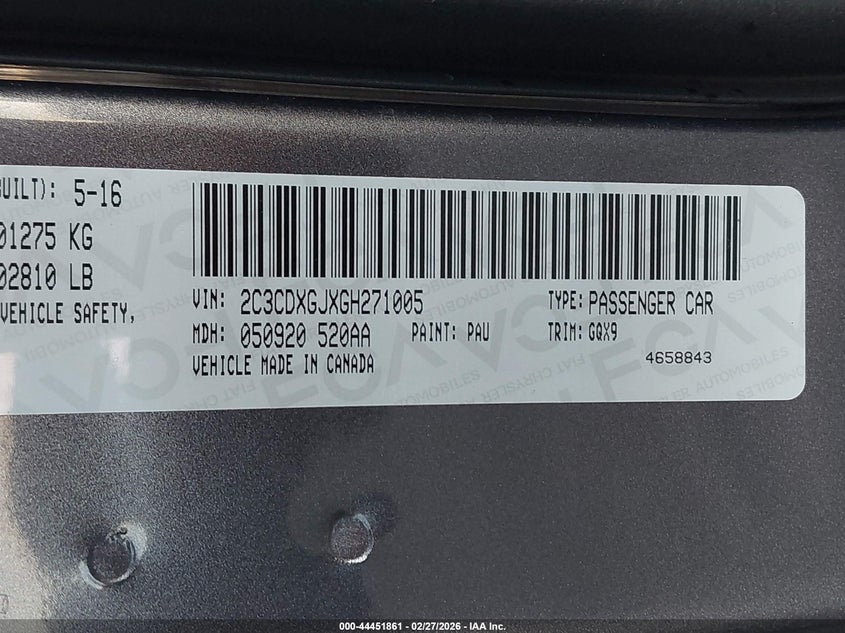 BUILT): 5-16
01275 KG
02810 LB
VEHICLE SAFETY,
VIN: 2C3CDXGJXGH271005 TYPE: PASSENGER CAR
MDH: 050920 520AA PAINT: PAU TRIM: GQX9
VEHICLE MADE IN CANADA
4658843
000-44451861 - 02/27/2026 - IAA Inc.